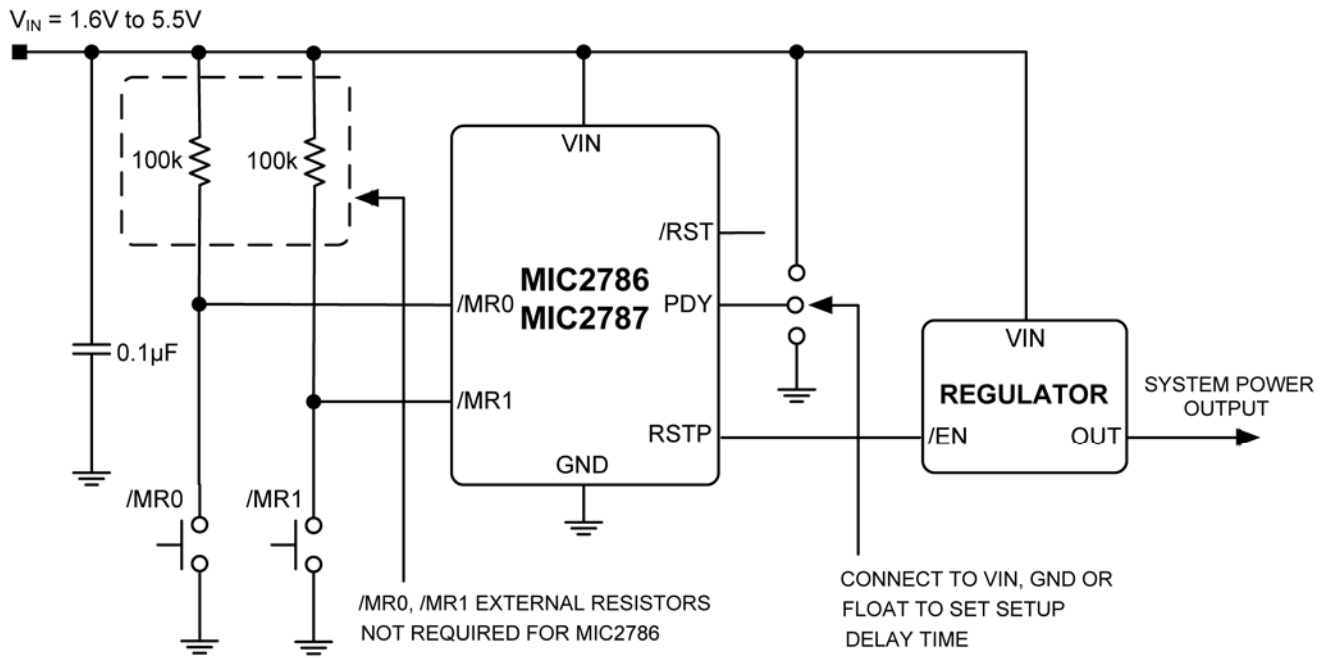 V_IN = 1.6V to 5.5V
VIN
100k
100k
/RST
MIC2786
MIC2787
/MR0
PDY
0.1µF
VIN
REGULATOR
SYSTEM POWER
OUTPUT
/MR1
RSTP
/EN
OUT
GND
/MR0
/MR1
CONNECT TO VIN, GND OR
FLOAT TO SET SETUP
DELAY TIME
/MR0, /MR1 EXTERNAL RESISTORS
NOT REQUIRED FOR MIC2786